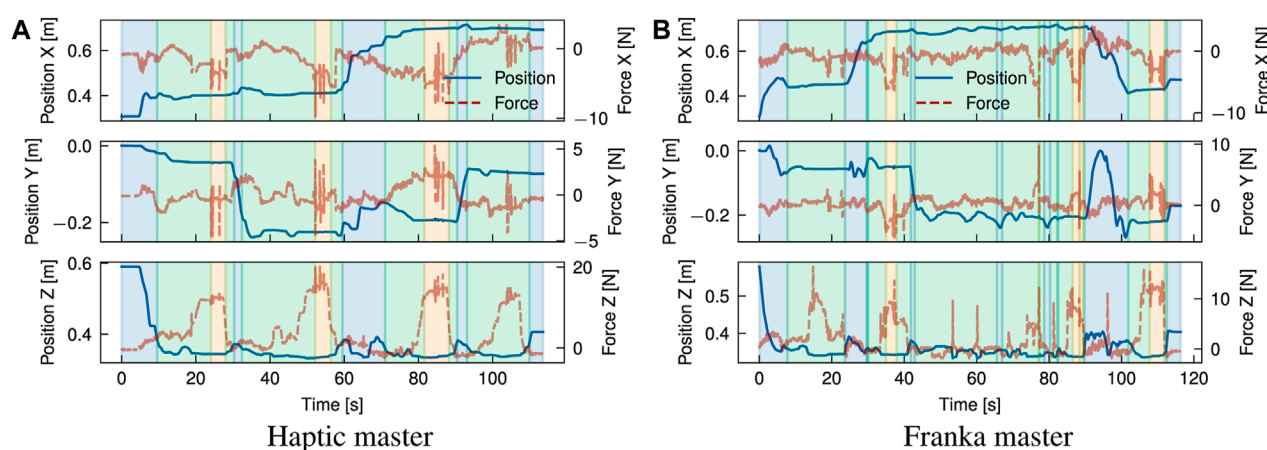 A
B
Position X [m]
0.6
0.4
0
−10
Force X [N]
Position
Force
Position X [m]
0.6
0.4
0
−10
Force X [N]
Position
Force
Position Y [m]
0.0
−0.2
5
0
−5
Force Y [N]
Position Y [m]
0.0
−0.2
10
0
Force Y [N]
Position Z [m]
0.6
0.4
20
0
Force Z [N]
Position Z [m]
0.5
0.4
10
0
Force Z [N]
0 20 40 60 80 100
Time [s]
0 20 40 60 80 100 120
Time [s]
Haptic master
Franka master